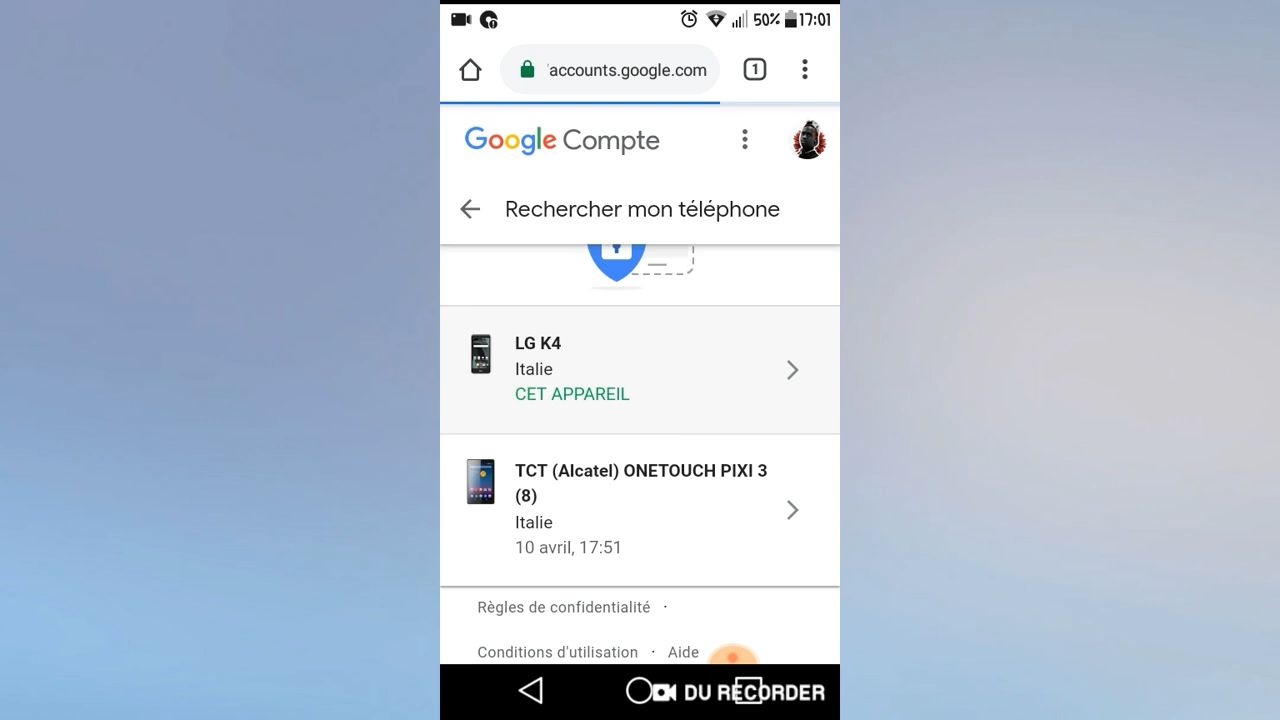 50% 17:01
accounts.google.com 1
Google Compte
Rechercher mon téléphone
LG K4
Italie
CET APPAREIL
TCT (Alcatel) ONETOUCH PIXI 3
(8)
Italie
10 avril, 17:51
Règles de confidentialité ·
Conditions d'utilisation · Aide
DU RECORDER